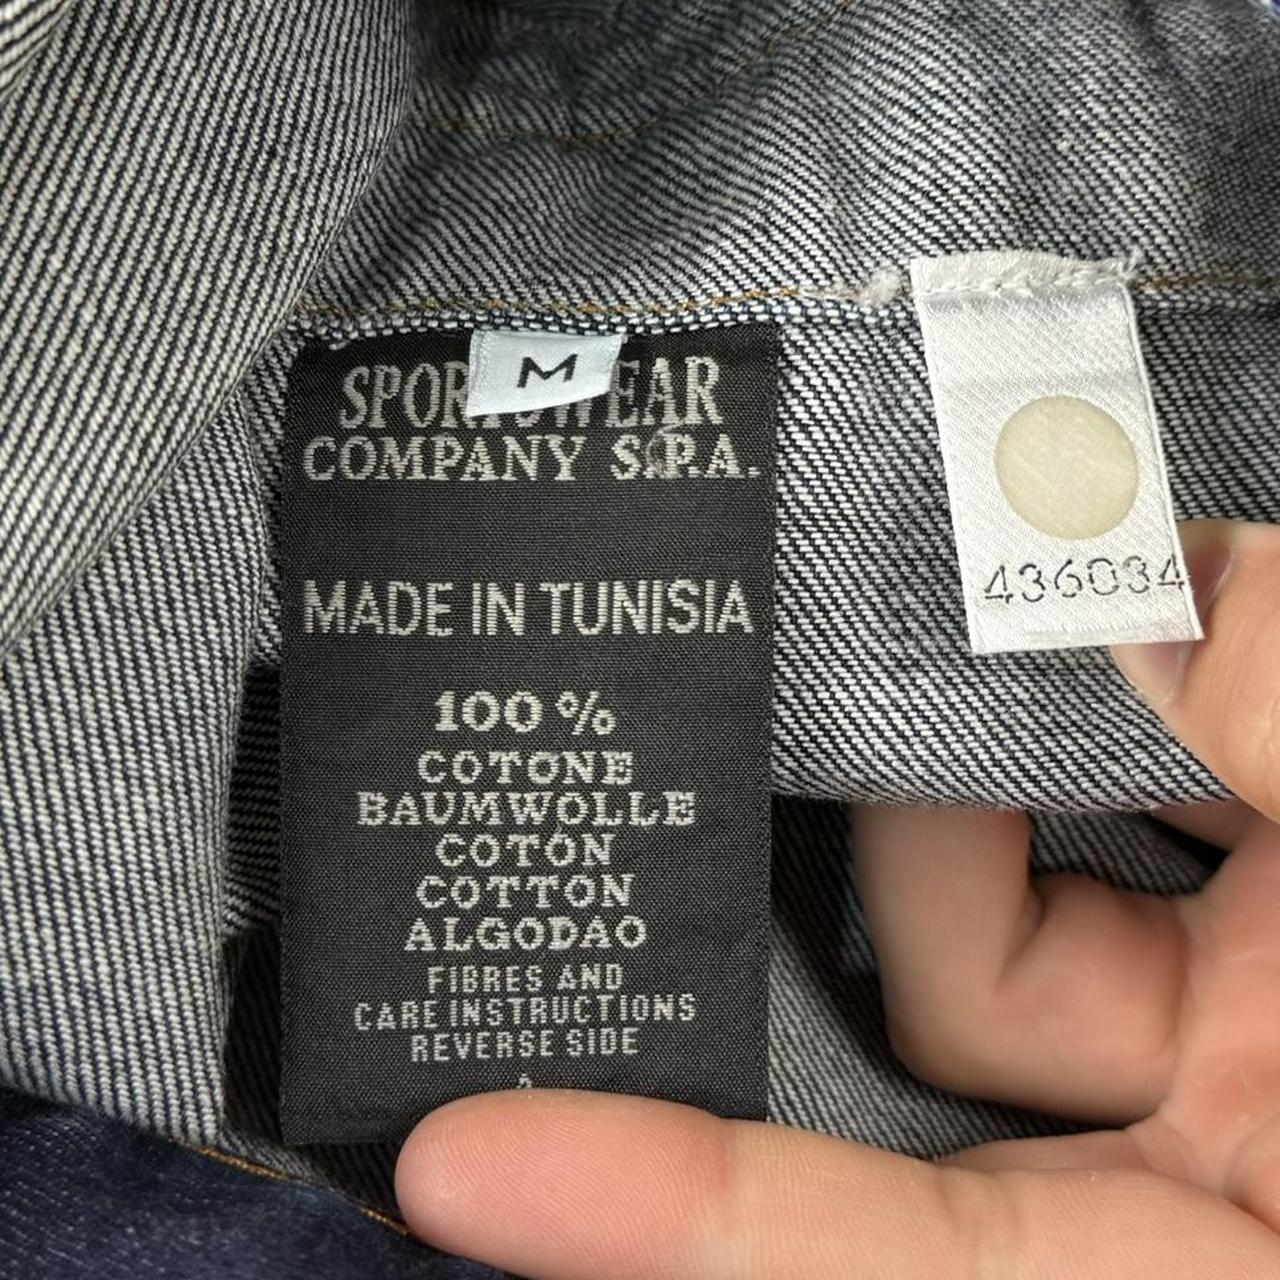 M
SPORTSWEAR
COMPANY S.P.A.
MADE IN TUNISIA
100 %
COTONE
BAUMWOLLE
COTÓN
COTTON
ALGODAO
FIBRES AND
CARE INSTRUCTIONS
REVERSE SIDE
436034